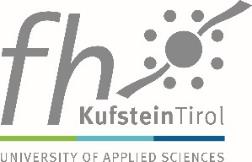 fh
KufsteinTirol
UNIVERSITY OF APPLIED SCIENCES